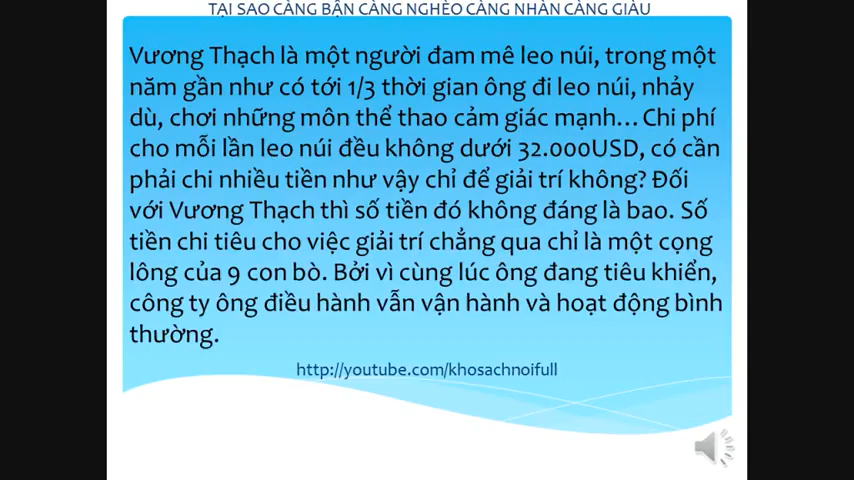 TẠI SAO CÀNG BẬN CÀNG NGHÈO CÀNG NHÀN CÀNG GIÀU
Vương Thạch là một người đam mê leo núi, trong một
năm gần như có tới 1/3 thời gian ông đi leo núi, nhảy
dù, chơi những môn thể thao cảm giác mạnh... Chi phí
cho mỗi lần leo núi đều không dưới 32.000USD, có cần
phải chi nhiều tiền như vậy chỉ để giải trí không? Đối
với Vương Thạch thì số tiền đó không đáng là bao. Số
tiền chi tiêu cho việc giải trí chẳng qua chỉ là một cọng
lông của 9 con bò. Bởi vì cùng lúc ông đang tiêu khiển,
công ty ông điều hành vẫn vận hành và hoạt động bình
thường.
http://youtube.com/khosachnoifull